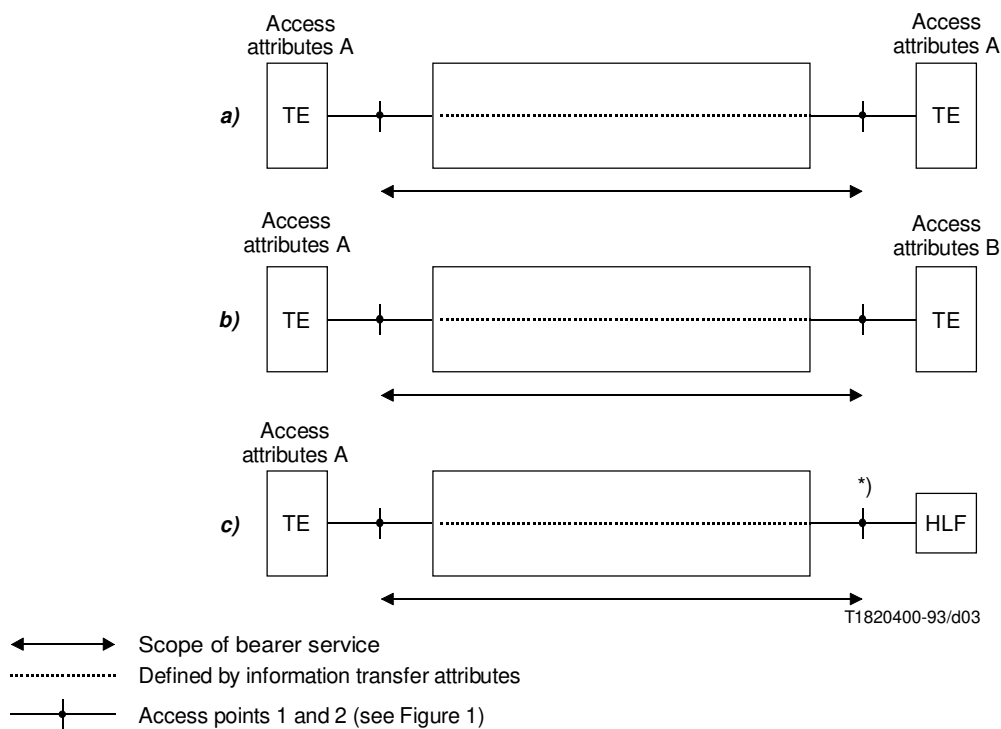 Access
attributes A
Access
attributes A
a)
TE
TE
Access
attributes A
Access
attributes B
b)
TE
TE
Access
attributes A
*)
c)
TE
HLF
T1820400-93/d03
Scope of bearer service
Defined by information transfer attributes
Access points 1 and 2 (see Figure 1)